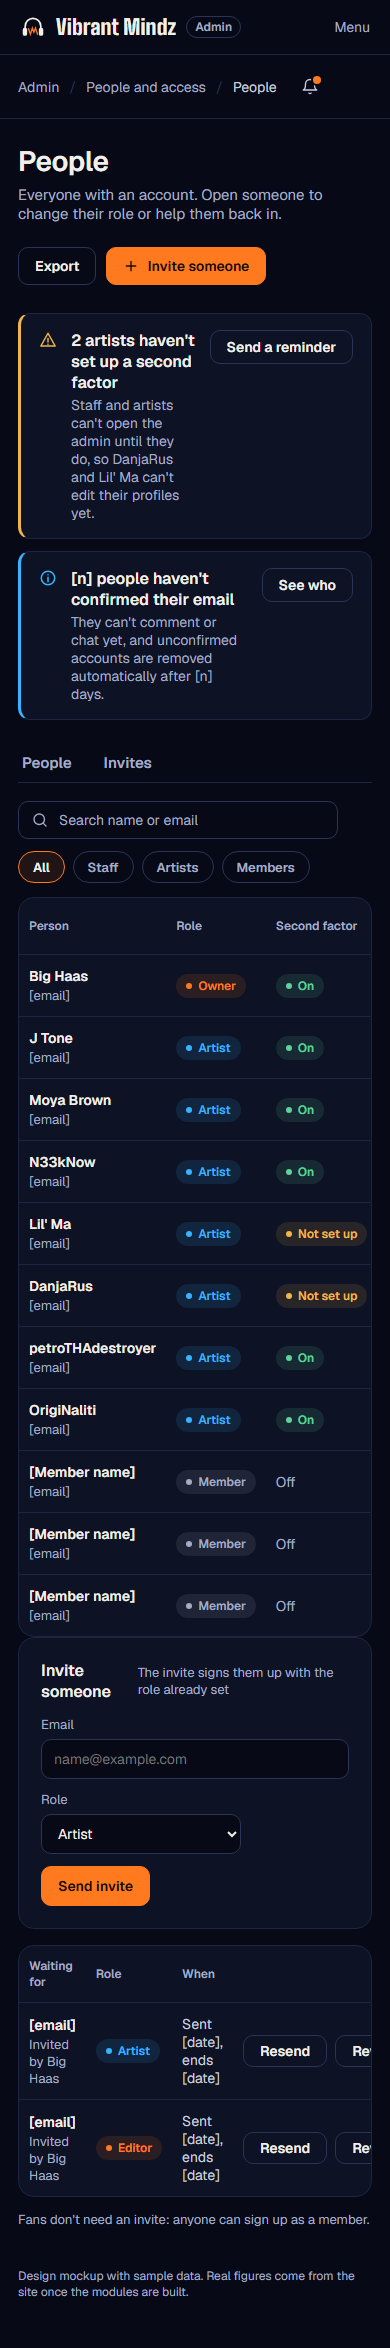 Vibrant Mindz Admin Menu
Admin / People and access / People
People
Everyone with an account. Open someone to
change their role or help them back in.
Export + Invite someone
2 artists haven't
set up a second
factor
Send a reminder
Staff and artists
can't open the
admin until they
do, so DanjaRus
and Lil' Ma can't
edit their profiles
yet.
[n] people haven't
confirmed their email
See who
They can't comment or
chat yet, and unconfirmed
accounts are removed
automatically after [n]
days.
People Invites
Search name or email
All Staff Artists Members
Person Role Second factor
Big Haas
[email]
Owner On
J Tone
[email]
Artist On
Moya Brown
[email]
Artist On
N33kNow
[email]
Artist On
Lil' Ma
[email]
Artist Not set up
DanjaRus
[email]
Artist Not set up
petroTHAdestroyer
[email]
Artist On
OrigiNaliti
[email]
Artist On
[Member name]
[email]
Member Off
[Member name]
[email]
Member Off
[Member name]
[email]
Member Off
Invite
someone
The invite signs them up with the
role already set
Email
name@example.com
Role
Artist
Send invite
Waiting
for
Role When
[email]
Invited
by Big
Haas
Artist
Sent
[date],
ends
[date]
Resend Re
[email]
Invited
by Big
Haas
Editor
Sent
[date],
ends
[date]
Resend Re
Fans don't need an invite: anyone can sign up as a member.
Design mockup with sample data. Real figures come from the
site once the modules are built.